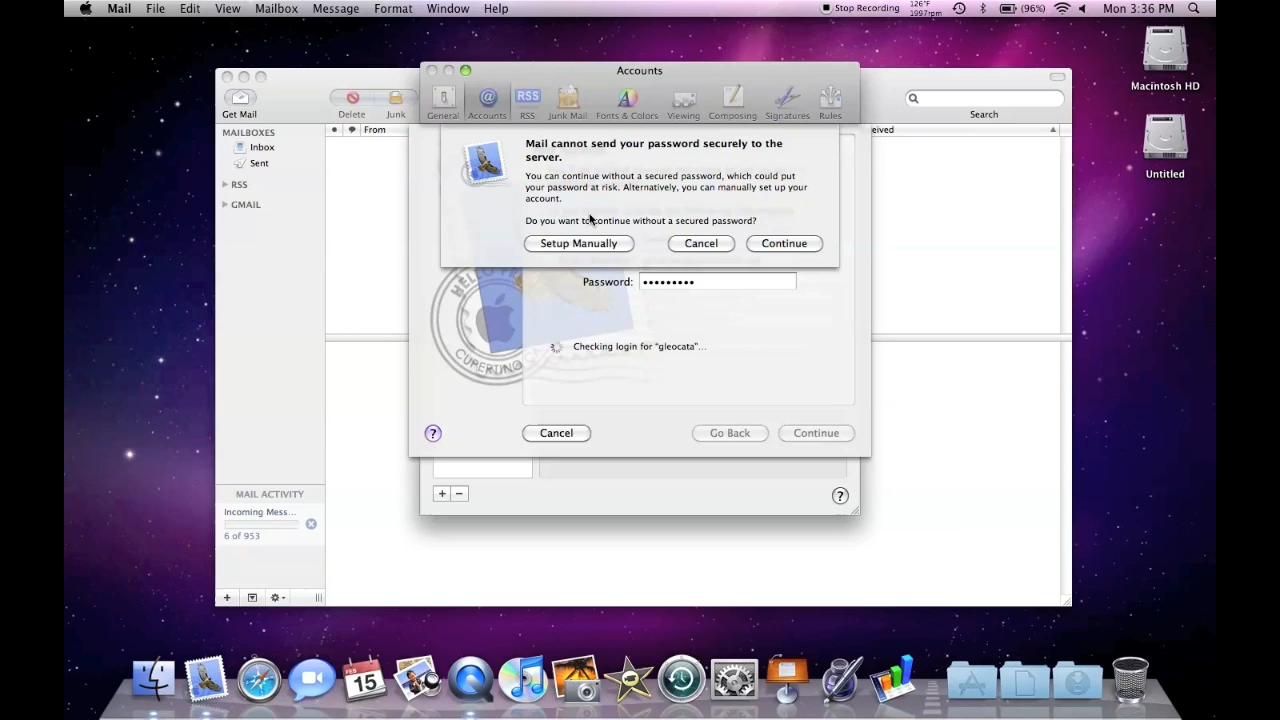 Mail File Edit View Mailbox Message Format Window Help
Stop Recording 126°F 1997rpm (96%) Mon 3:36 PM
Macintosh HD
Untitled
Accounts
Get Mail Delete Junk
General Accounts RSS Junk Mail Fonts & Colors Viewing Composing Signatures Rules
Search
MAILBOXES
Inbox
Sent
RSS
GMAIL
From
eived
Mail cannot send your password securely to the
server.
You can continue without a secured password, which could put
your password at risk. Alternatively, you can manually set up your
account.
Do you want to continue without a secured password?
Setup Manually Cancel Continue
Password:
Checking login for "gleocata"...
CUPERTINO
Cancel Go Back Continue
MAIL ACTIVITY
Incoming Mess...
6 of 953
FEB
15